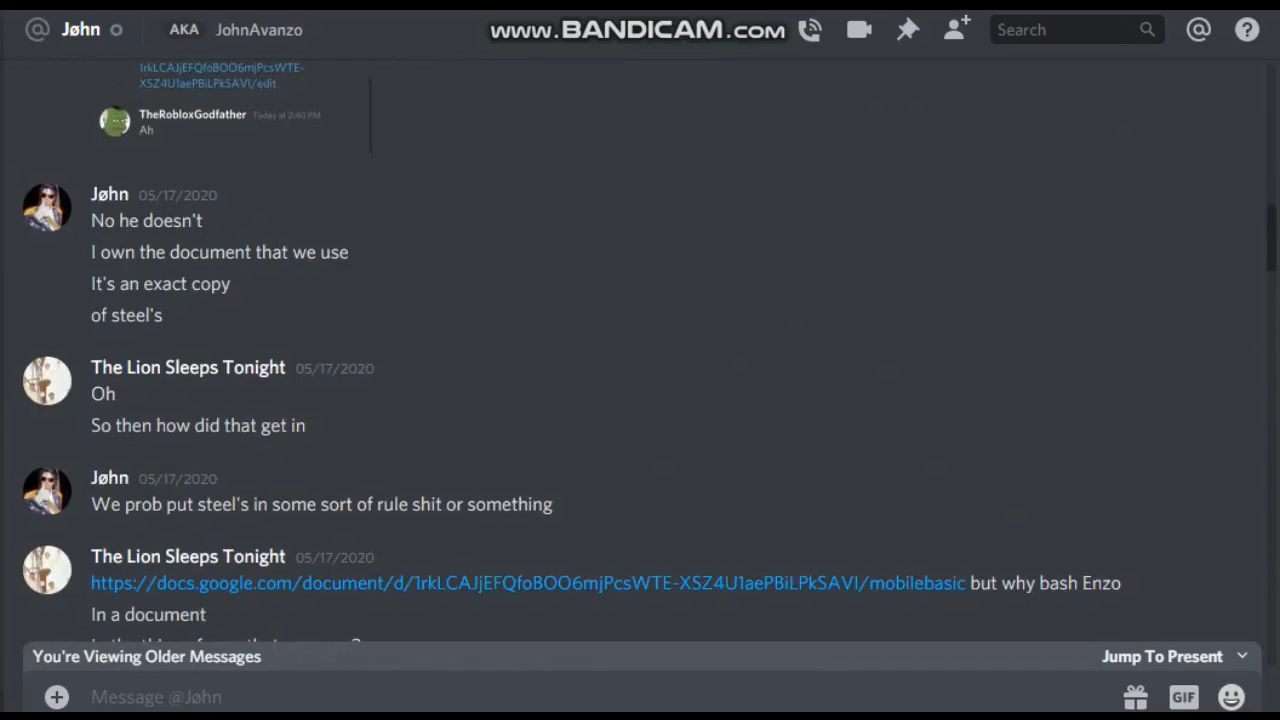 @ Jøhn AKA JohnAvanzo www.BANDICAM.com Search
1rkLCAJjEFQfoBOO6mjPcsWTE-
XSZ4U1aePBiLPkSAVI/edit
TheRobloxGodfather Today at 2:40 PM
Ah
Jøhn 05/17/2020
No he doesn't
I own the document that we use
It's an exact copy
of steel's
The Lion Sleeps Tonight 05/17/2020
Oh
So then how did that get in
Jøhn 05/17/2020
We prob put steel's in some sort of rule shit or something
The Lion Sleeps Tonight 05/17/2020
https://docs.google.com/document/d/1rkLCAJjEFQfoBOO6mjPcsWTE-XSZ4U1aePBiLPkSAVI/mobilebasic but why bash Enzo
In a document
You're Viewing Older Messages Jump To Present
Message @Jøhn GIF